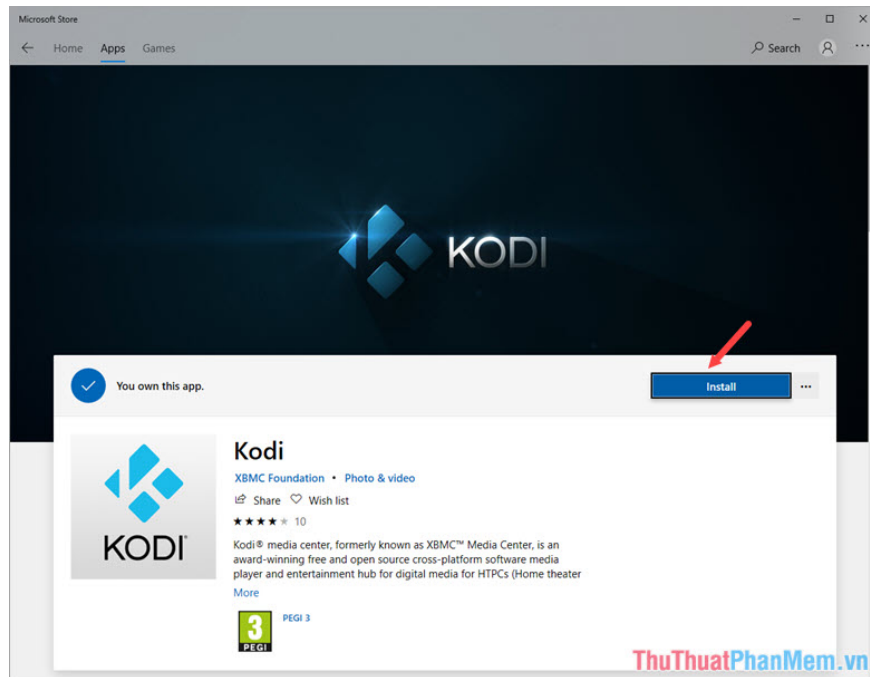 Microsoft Store
Home Apps Games Search
KODI
You own this app. Install
Kodi
XBMC Foundation • Photo & video
Share Wish list
10
KODI®
Kodi® media center, formerly known as XBMC™ Media Center, is an
award-winning free and open source cross-platform software media
player and entertainment hub for digital media for HTPCs (Home theater
More
3
PEGI
PEGI 3
ThuThuatPhanMem.vn